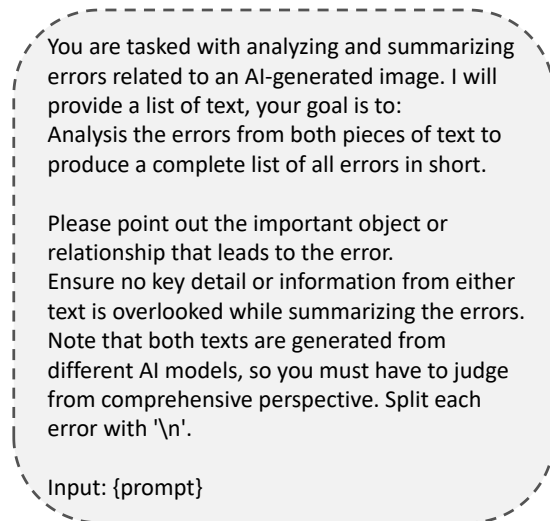 You are tasked with analyzing and summarizing
errors related to an AI-generated image. I will
provide a list of text, your goal is to:
Analysis the errors from both pieces of text to
produce a complete list of all errors in short.

Please point out the important object or
relationship that leads to the error.
Ensure no key detail or information from either
text is overlooked while summarizing the errors.
Note that both texts are generated from
different AI models, so you must have to judge
from comprehensive perspective. Split each
error with '\n'.

Input: {prompt}